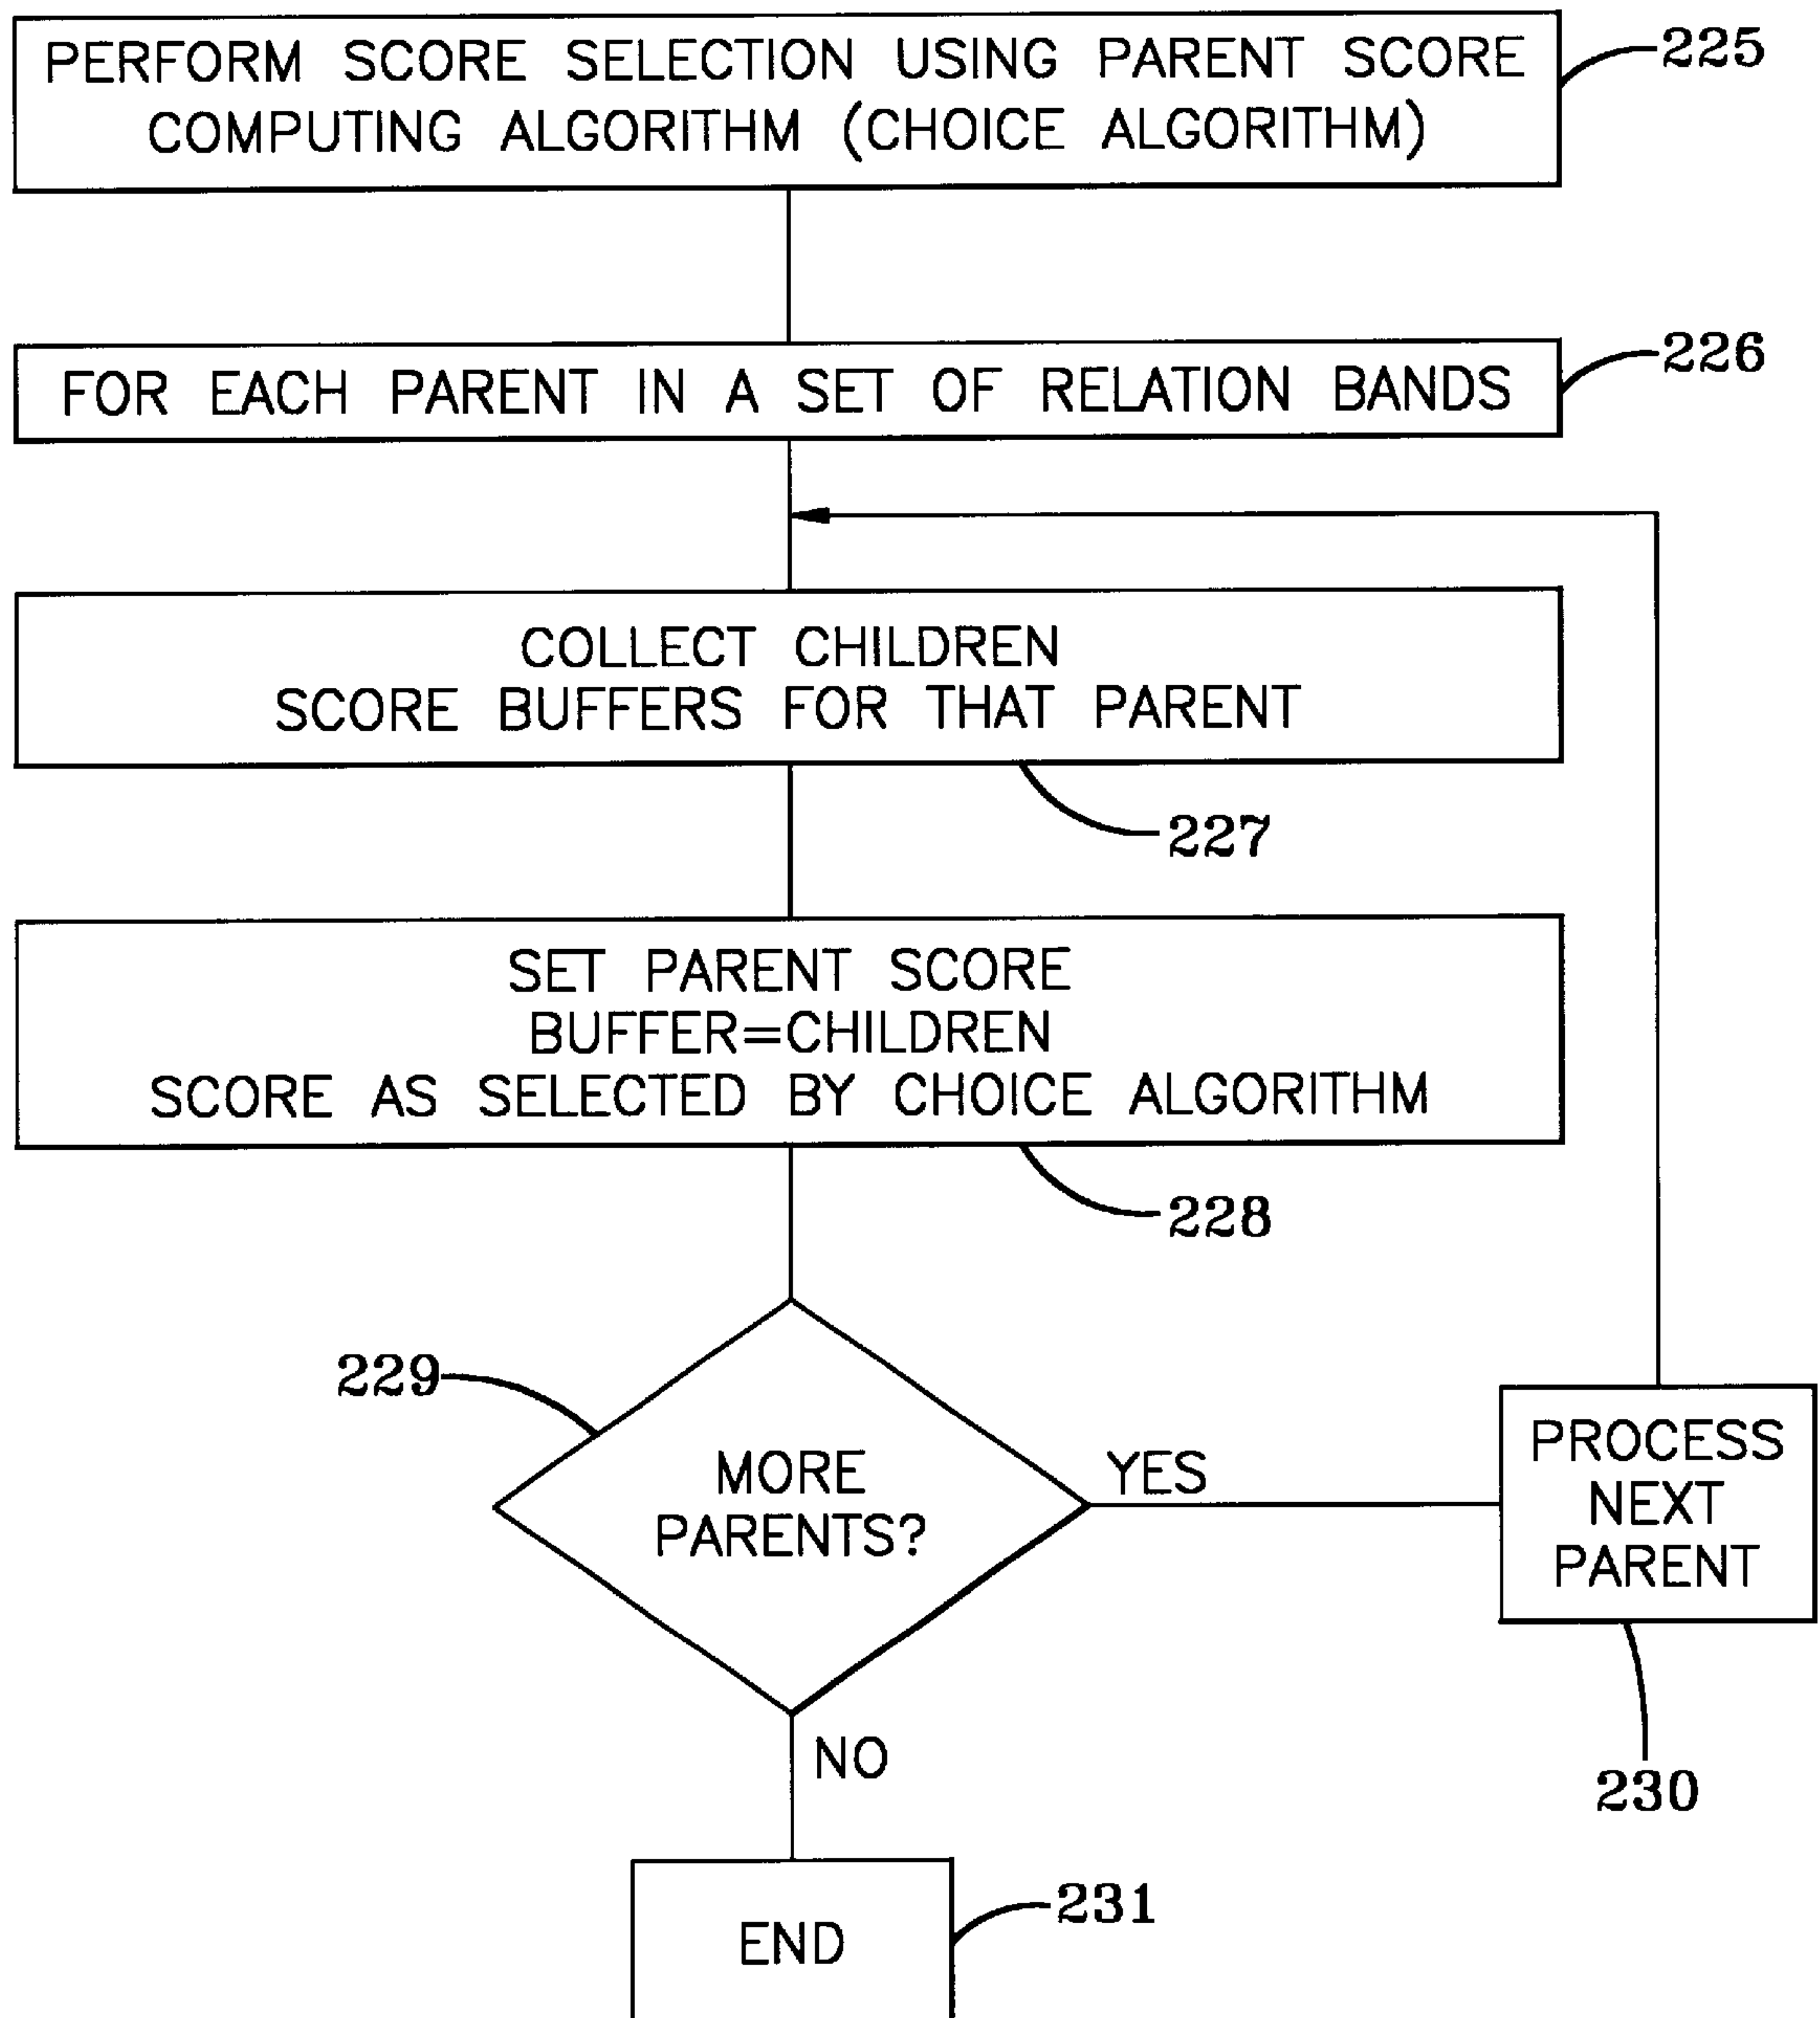 PERFORM SCORE SELECTION USING PARENT SCORE
COMPUTING ALGORITHM (CHOICE ALGORITHM)
225
FOR EACH PARENT IN A SET OF RELATION BANDS
226
COLLECT CHILDREN
SCORE BUFFERS FOR THAT PARENT
227
SET PARENT SCORE
BUFFER=CHILDREN
SCORE AS SELECTED BY CHOICE ALGORITHM
228
229
MORE
PARENTS?
YES
PROCESS
NEXT
PARENT
230
NO
END
231